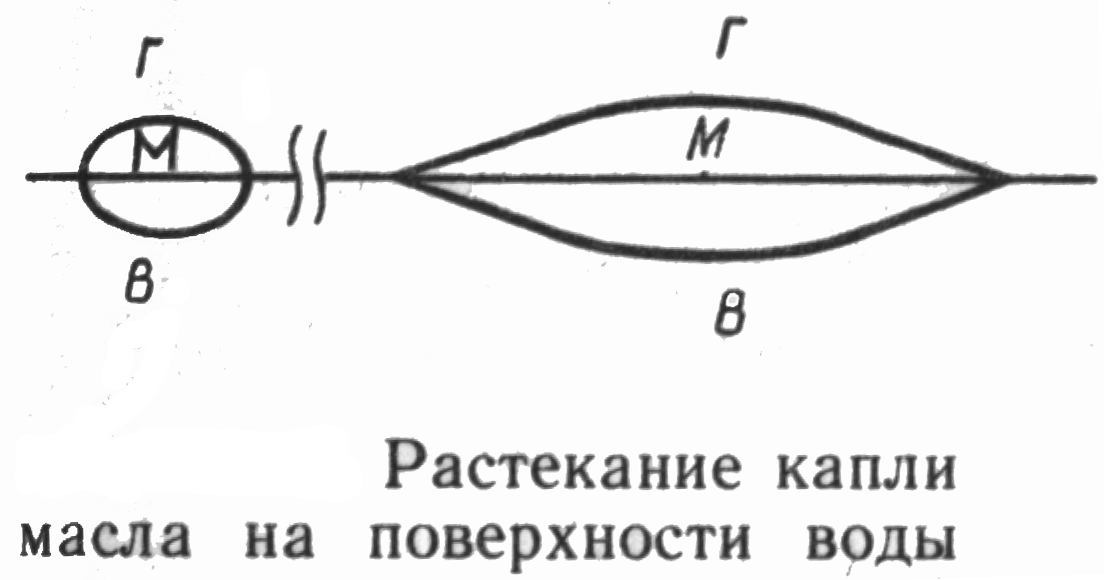 г
г
М
М
В
В
Растекание капли
масла на поверхности воды